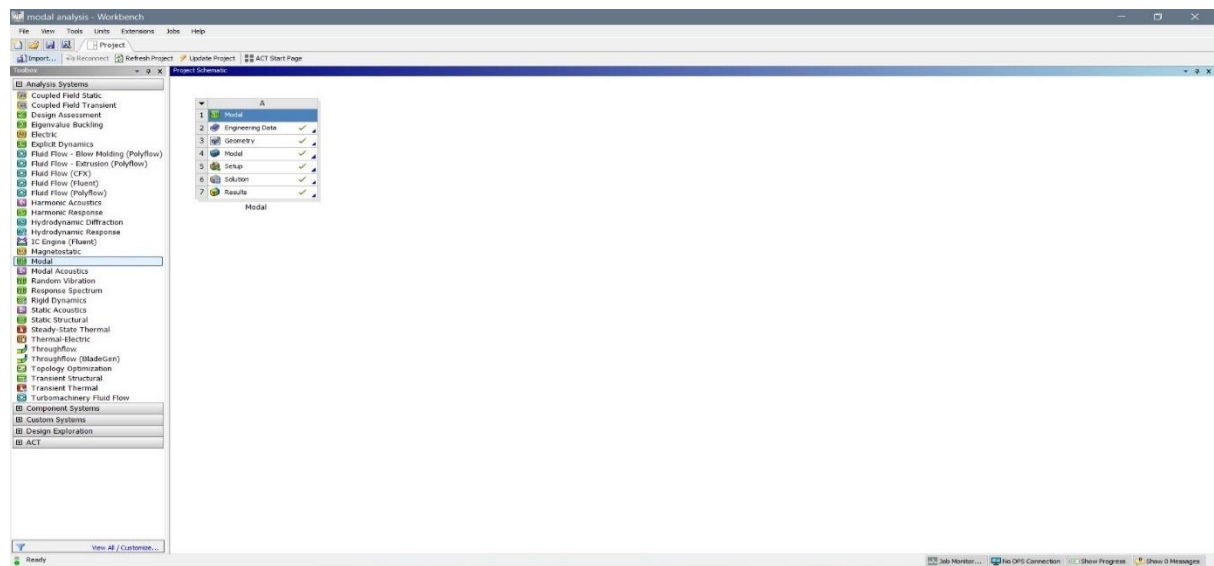 modal analysis - Workbench
File View Tools Units Extensions Jobs Help
Project
Import... Reconnect Refresh Project Update Project ACT Start Page
Toolbox
Project Schematic
Analysis Systems
Coupled Field Static
Coupled Field Transient
Design Assessment
Eigenvalue Buckling
Electric
Explicit Dynamics
Fluid Flow - Blow Molding (Polyflow)
Fluid Flow - Extrusion (Polyflow)
Fluid Flow (CFX)
Fluid Flow (Fluent)
Fluid Flow (Polyflow)
Harmonic Acoustics
Harmonic Response
Hydrodynamic Diffraction
Hydrodynamic Response
IC Engine (Fluent)
Magnetostatic
Modal
Modal Acoustics
Random Vibration
Response Spectrum
Rigid Dynamics
Static Acoustics
Static Structural
Steady-State Thermal
Thermal-Electric
Throughflow
Throughflow (BladeGen)
Topology Optimization
Transient Structural
Transient Thermal
Turbomachinery Fluid Flow
Component Systems
Custom Systems
Design Exploration
ACT
View All / Customize...
A
1 Modal
2 Engineering Data
3 Geometry
4 Model
5 Setup
6 Solution
7 Results
Modal
Ready
Job Monitor... No DPS Connection Show Progress Show 0 Messages